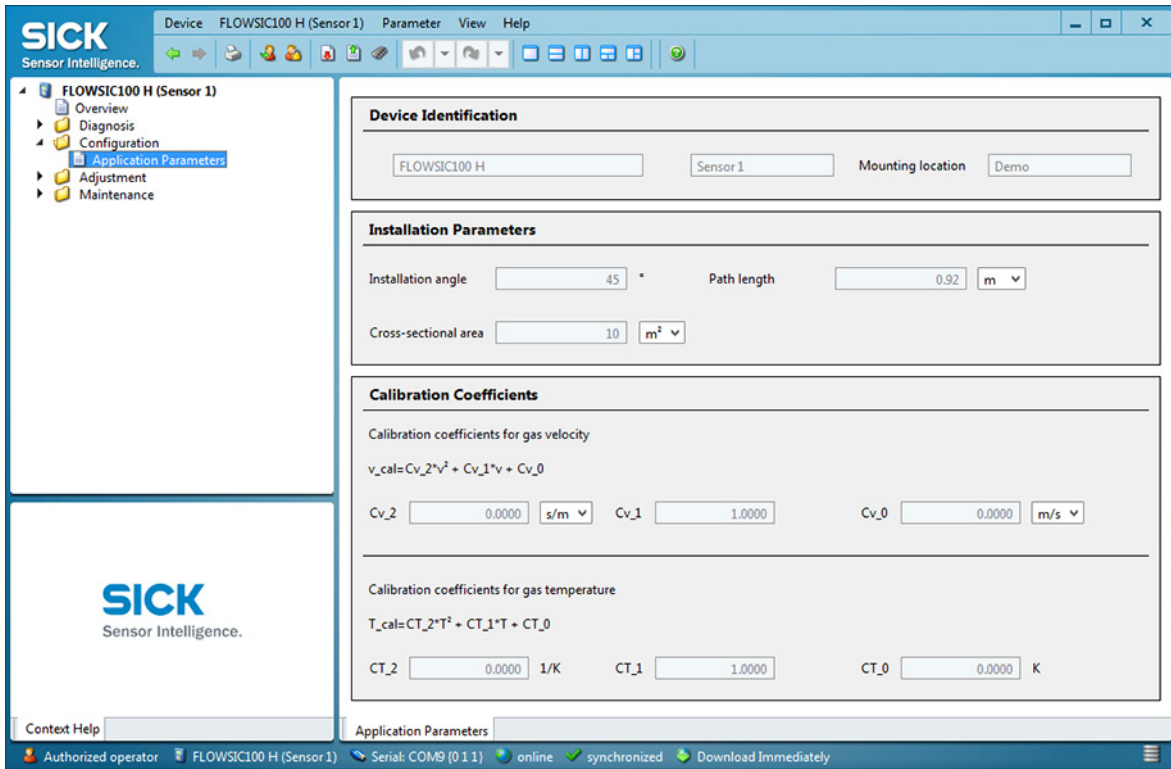 SICK
Sensor Intelligence.
Device FLOWSIC100 H (Sensor 1) Parameter View Help
FLOWSIC100 H (Sensor 1)
Overview
Diagnosis
Configuration
Application Parameters
Adjustment
Maintenance
SICK
Sensor Intelligence.
Context Help
Device Identification
FLOWSIC100 H Sensor 1 Mounting location Demo
Installation Parameters
Installation angle 45 ° Path length 0.92 m
Cross-sectional area 10 m²
Calibration Coefficients
Calibration coefficients for gas velocity
v_cal=Cv_2*v² + Cv_1*v + Cv_0
Cv_2 0.0000 s/m Cv_1 1.0000 Cv_0 0.0000 m/s
Calibration coefficients for gas temperature
T_cal=CT_2*T² + CT_1*T + CT_0
CT_2 0.0000 1/K CT_1 1.0000 CT_0 0.0000 K
Application Parameters
Authorized operator FLOWSIC100 H (Sensor 1) Serial: COM9 {0 1 1} online synchronized Download Immediately